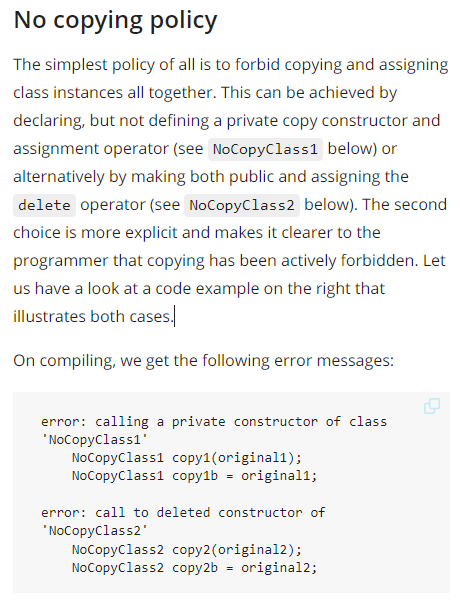 No copying policy
The simplest policy of all is to forbid copying and assigning
class instances all together. This can be achieved by
declaring, but not defining a private copy constructor and
assignment operator (see NoCopyClass1 below) or
alternatively by making both public and assigning the
delete operator (see NoCopyClass2 below). The second
choice is more explicit and makes it clearer to the
programmer that copying has been actively forbidden. Let
us have a look at a code example on the right that
illustrates both cases.
On compiling, we get the following error messages:
error: calling a private constructor of class
'NoCopyClass1'
    NoCopyClass1 copy1(original1);
    NoCopyClass1 copy1b = original1;
error: call to deleted constructor of
'NoCopyClass2'
    NoCopyClass2 copy2(original2);
    NoCopyClass2 copy2b = original2;